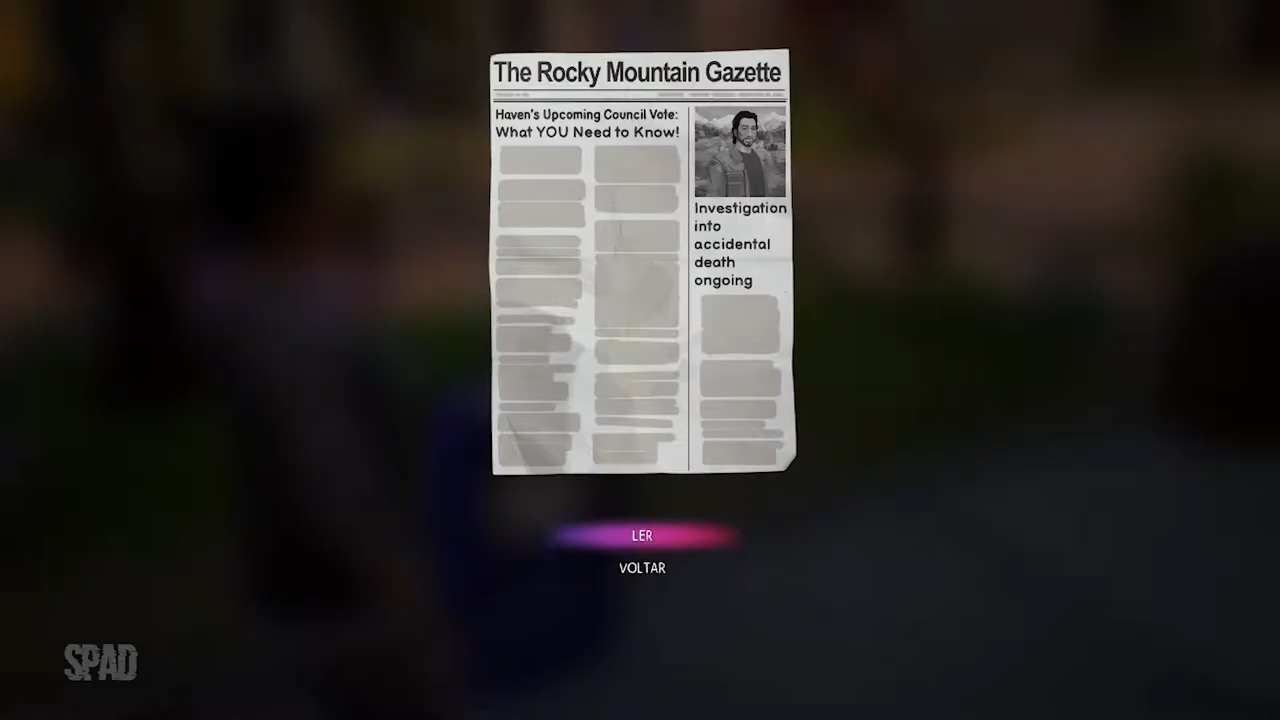 The Rocky Mountain Gazette
Haven's Upcoming Council Vote:
What YOU Need to Know!
Investigation
into
accidental
death
ongoing
LER
VOLTAR
SPAD